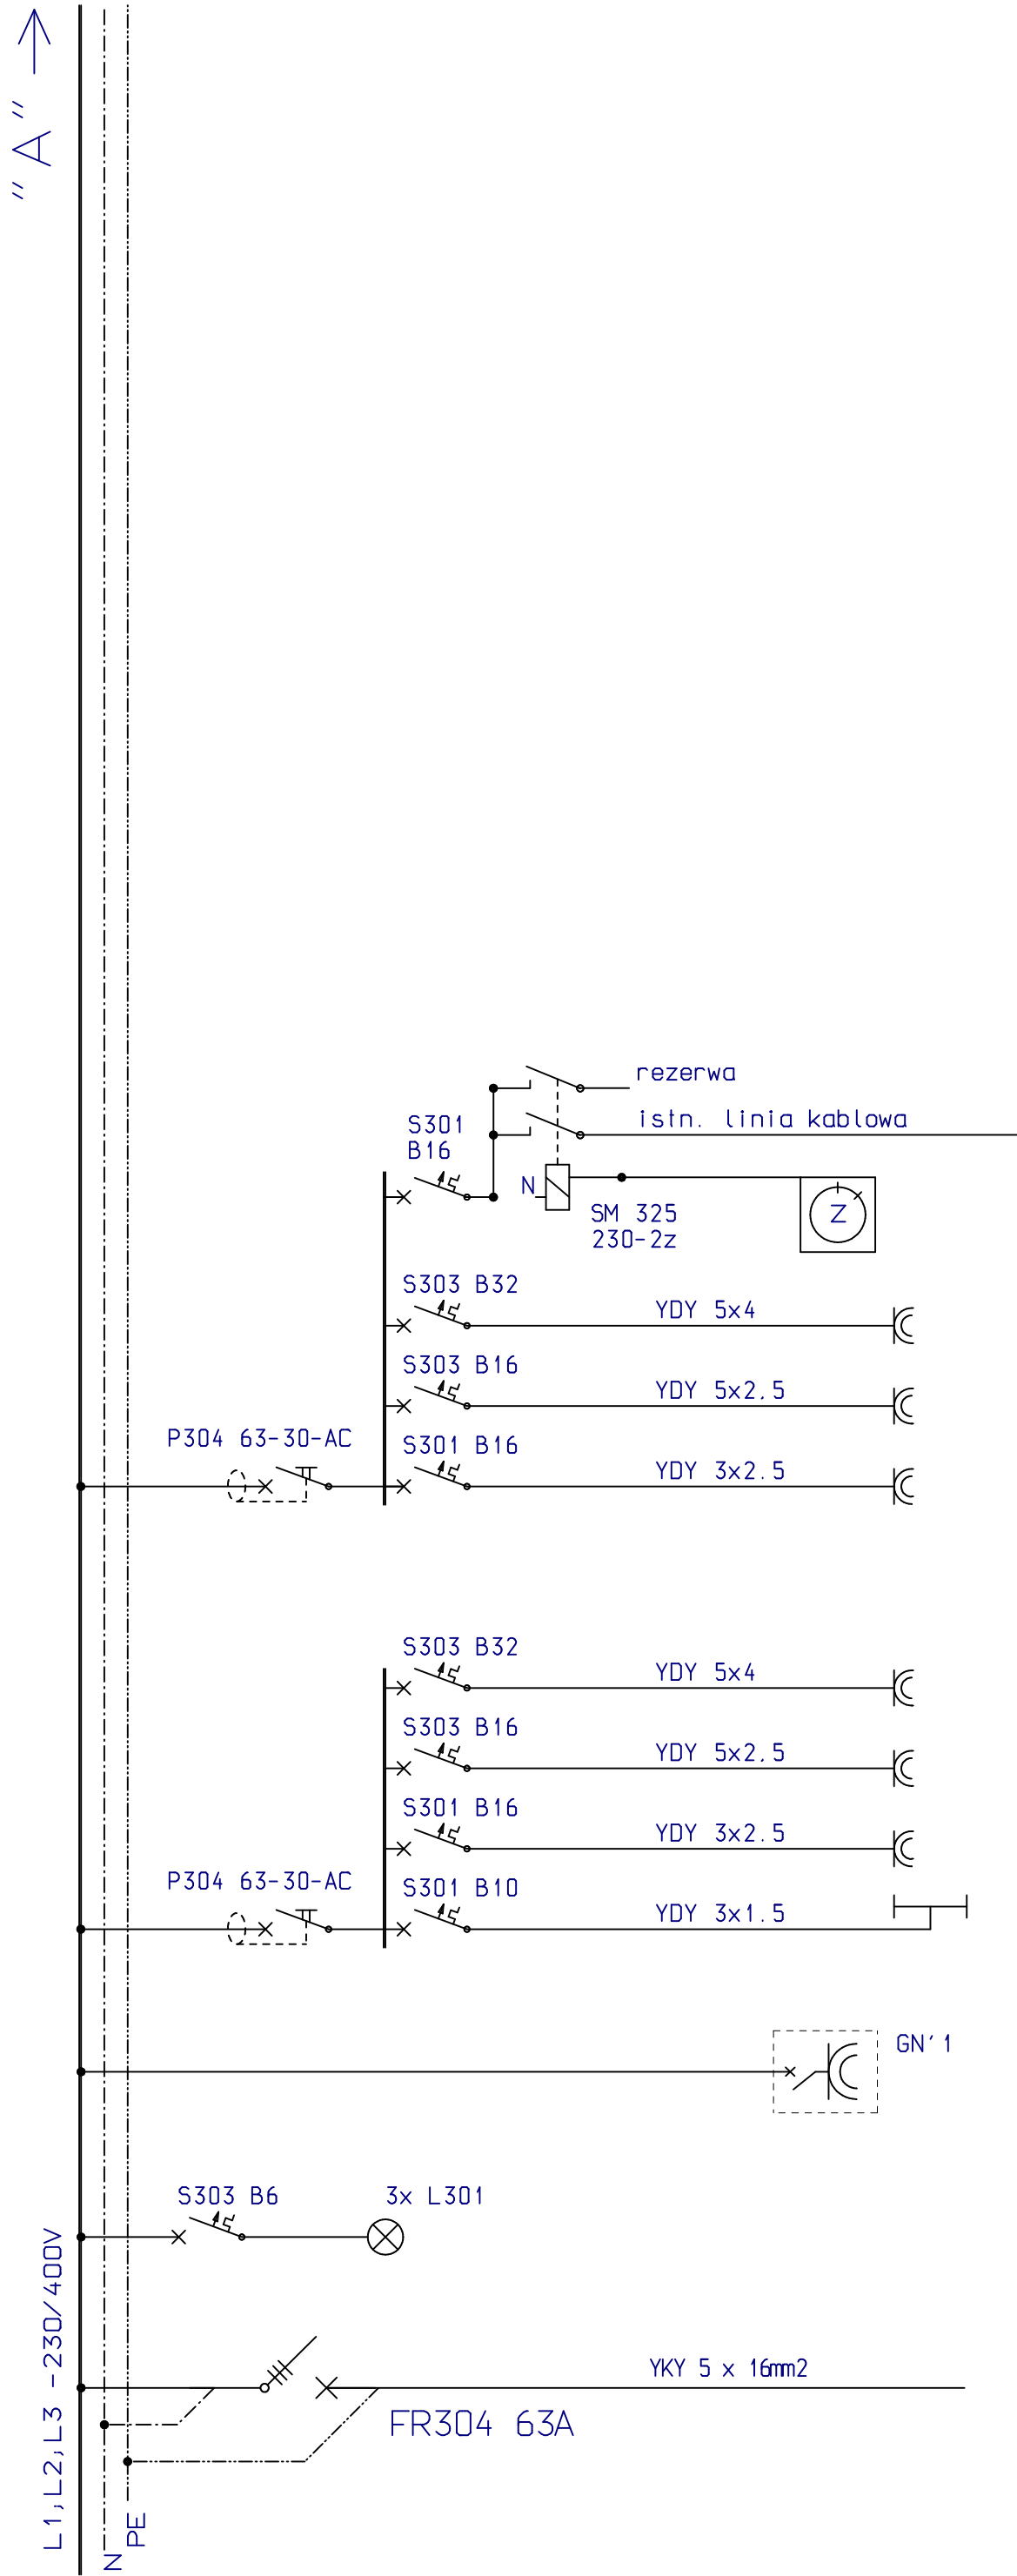 "A"
rezerwa
istn. linia kablowa
S301
B16
N
SM 325
230-2z
Z
S303 B32
YDY 5x4
S303 B16
YDY 5x2.5
P304 63-30-AC
S301 B16
YDY 3x2.5
S303 B32
YDY 5x4
S303 B16
YDY 5x2.5
S301 B16
YDY 3x2.5
P304 63-30-AC
S301 B10
YDY 3x1.5
GN'1
S303 B6
3x L301
YKY 5 x 16mm2
FR304 63A
L1,L2,L3 -230/400V
N
PE